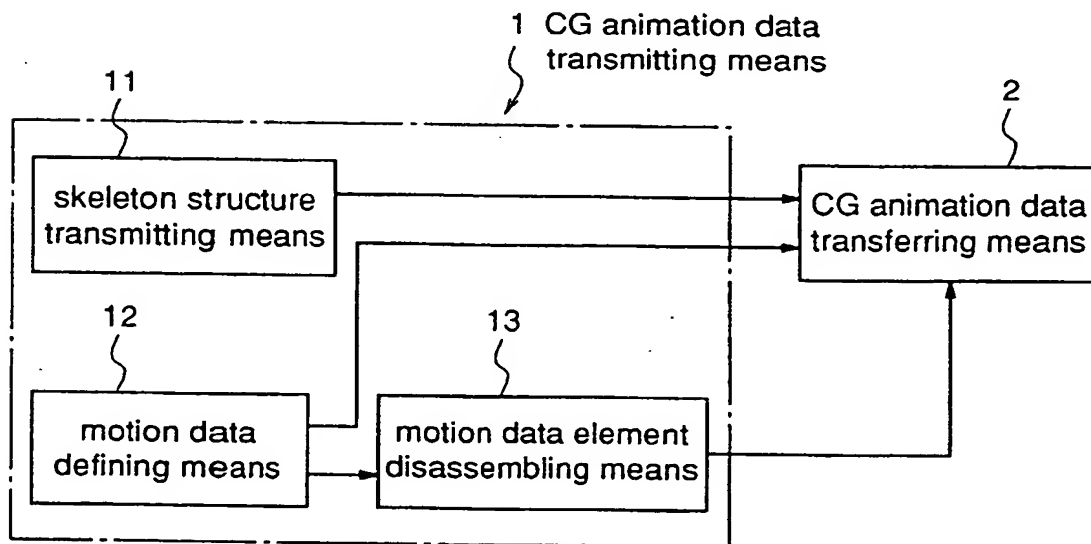 1 CG animation data
transmitting means
11
2
skeleton structure
transmitting means
CG animation data
transferring means
12
13
motion data
defining means
motion data element
disassembling means